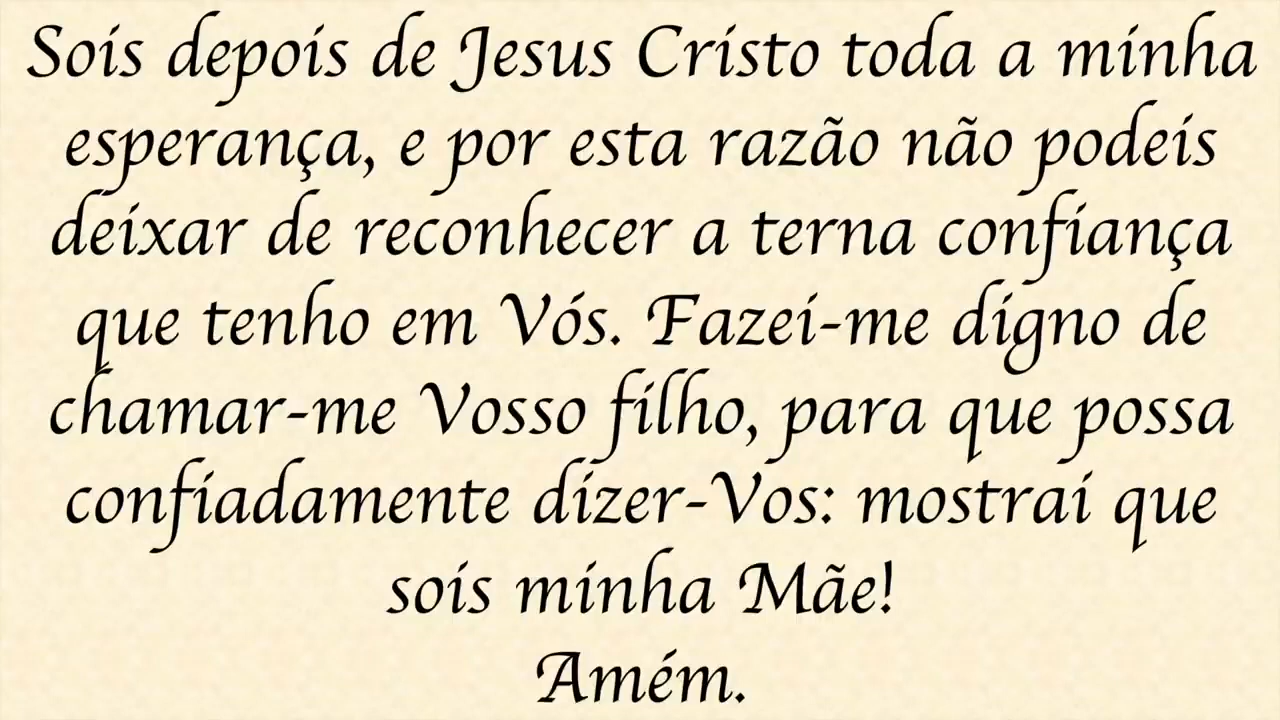 Sois depois de Jesus Cristo toda a minha
esperança, e por esta razão não podeis
deixar de reconhecer a terna confiança
que tenho em Vós. Fazei-me digno de
chamar-me Vosso filho, para que possa
confiadamente dizer-Vos: mostrai que
sois minha Mãe!
Amém.